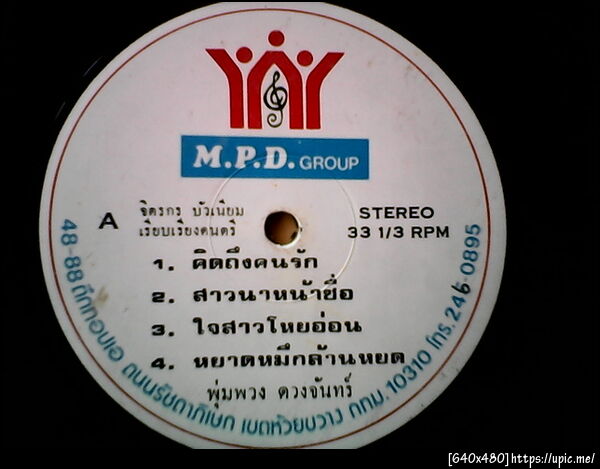 M.P.D. GROUP
A
จิตรกร บัวเนียม
เรียบเรียงดนตรี
STEREO
33 1/3 RPM
1. คิดถึงคนรัก
2. สาวนาหน้าซื่อ
3. ใจสาวโหยอ่อน
4. หยาดหมึกล้านหยด
พุ่มพวง ดวงจันทร์
48-88 ตึกทอปเอ ถนนรัชดาภิเษก เขตห้วยขวาง กทม. 10310 โทร. 246-0895
[640x480]https://upic.me/